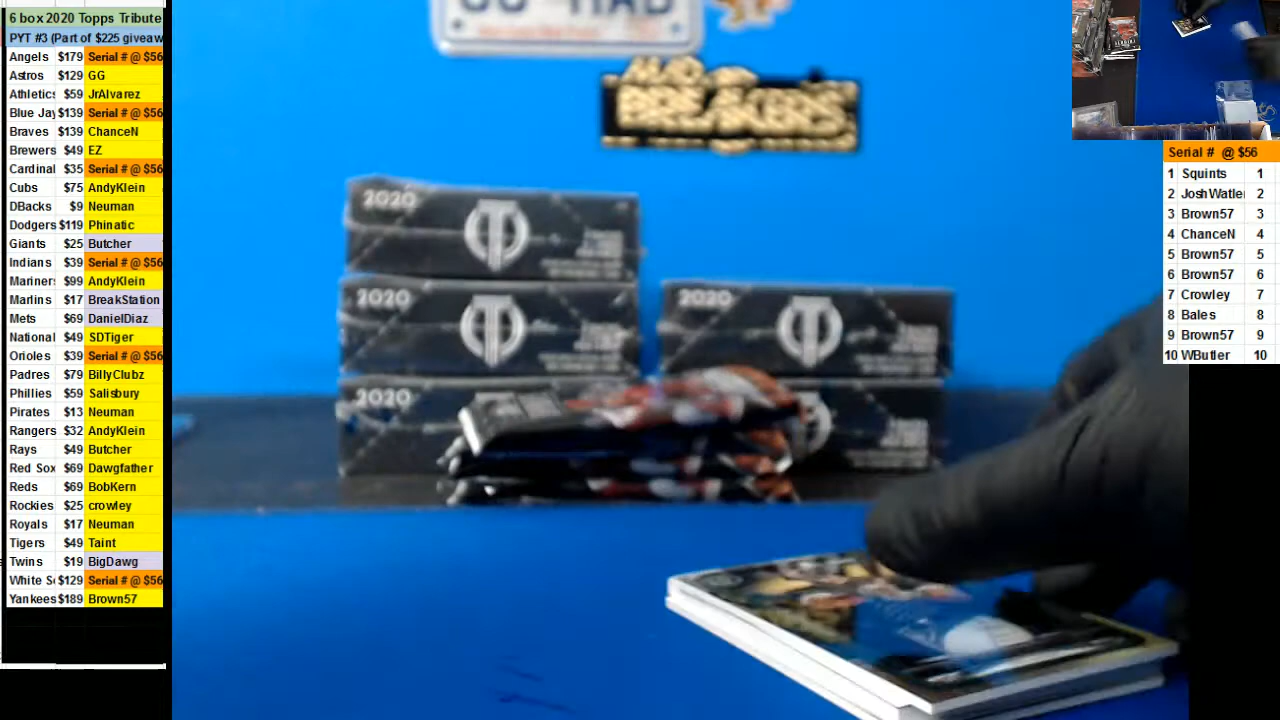 6 box 2020 Topps Tribute
PYT #3 (Part of $225 giveaw
Angels $179 Serial # @ $56
Astros $129 GG
Athletics $59 JrAlvarez
Blue Jay $139 Serial # @ $56
Braves $139 ChanceN
Brewers $49 EZ
Cardinal $35 Serial # @ $56
Cubs $75 AndyKlein
DBacks $9 Neuman
Dodgers $119 Phinatic
Giants $25 Butcher
Indians $39 Serial # @ $56
Mariner $99 AndyKlein
Marlins $17 BreakStation
Mets $69 DanielDiaz
National $49 SDTiger
Orioles $39 Serial # @ $56
Padres $79 BillyClubz
Phillies $59 Salisbury
Pirates $13 Neuman
Rangers $32 AndyKlein
Rays $49 Butcher
Red Sox $69 Dawgfather
Reds $69 BobKern
Rockies $25 crowley
Royals $17 Neuman
Tigers $49 Taint
Twins $19 BigDawg
White S $129 Serial # @ $56
Yankees $189 Brown57
BREAKERS
2020
2020
2020
2020
Serial # @ $56
1 Squints 1
2 JoshWatle 2
3 Brown57 3
4 ChanceN 4
5 Brown57 5
6 Brown57 6
7 Crowley 7
8 Bales 8
9 Brown57 9
10 WButler 10